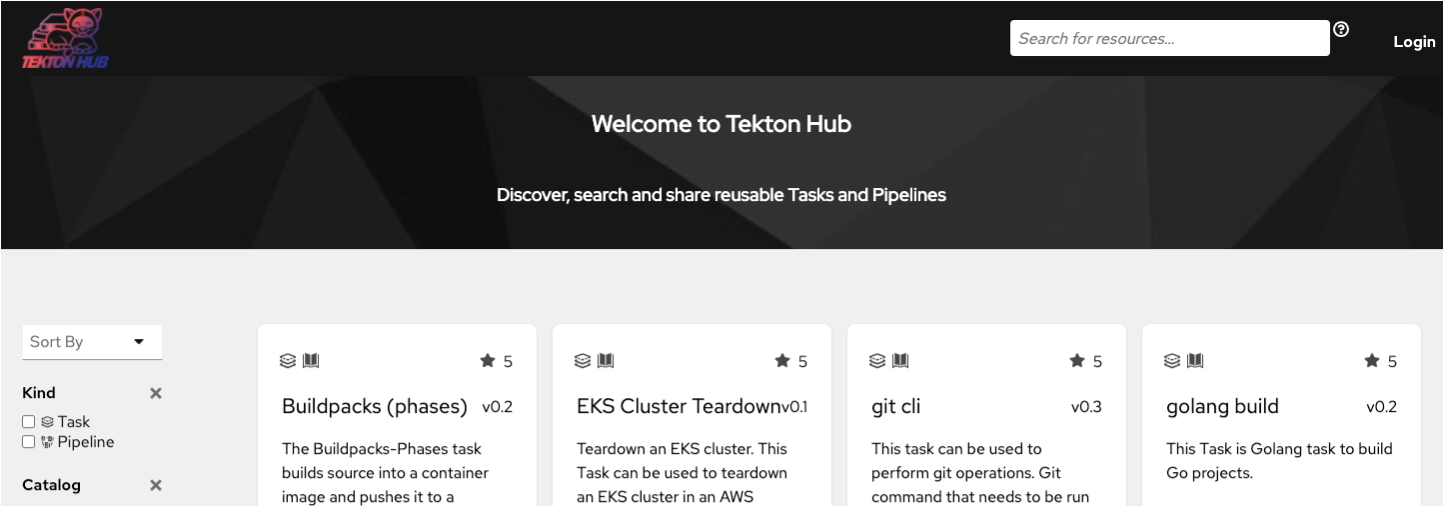 TEKTON HUB
Search for resources...
Login
Welcome to Tekton Hub
Discover, search and share reusable Tasks and Pipelines
Sort By
Kind
Task
Pipeline
Catalog
5
Buildpacks (phases) v0.2
The Buildpacks-Phases task
builds source into a container
image and pushes it to a
5
EKS Cluster Teardown v0.1
Teardown an EKS cluster. This
Task can be used to teardown
an EKS cluster in an AWS
5
git cli v0.3
This task can be used to
perform git operations. Git
command that needs to be run
5
golang build v0.2
This Task is Golang task to build
Go projects.